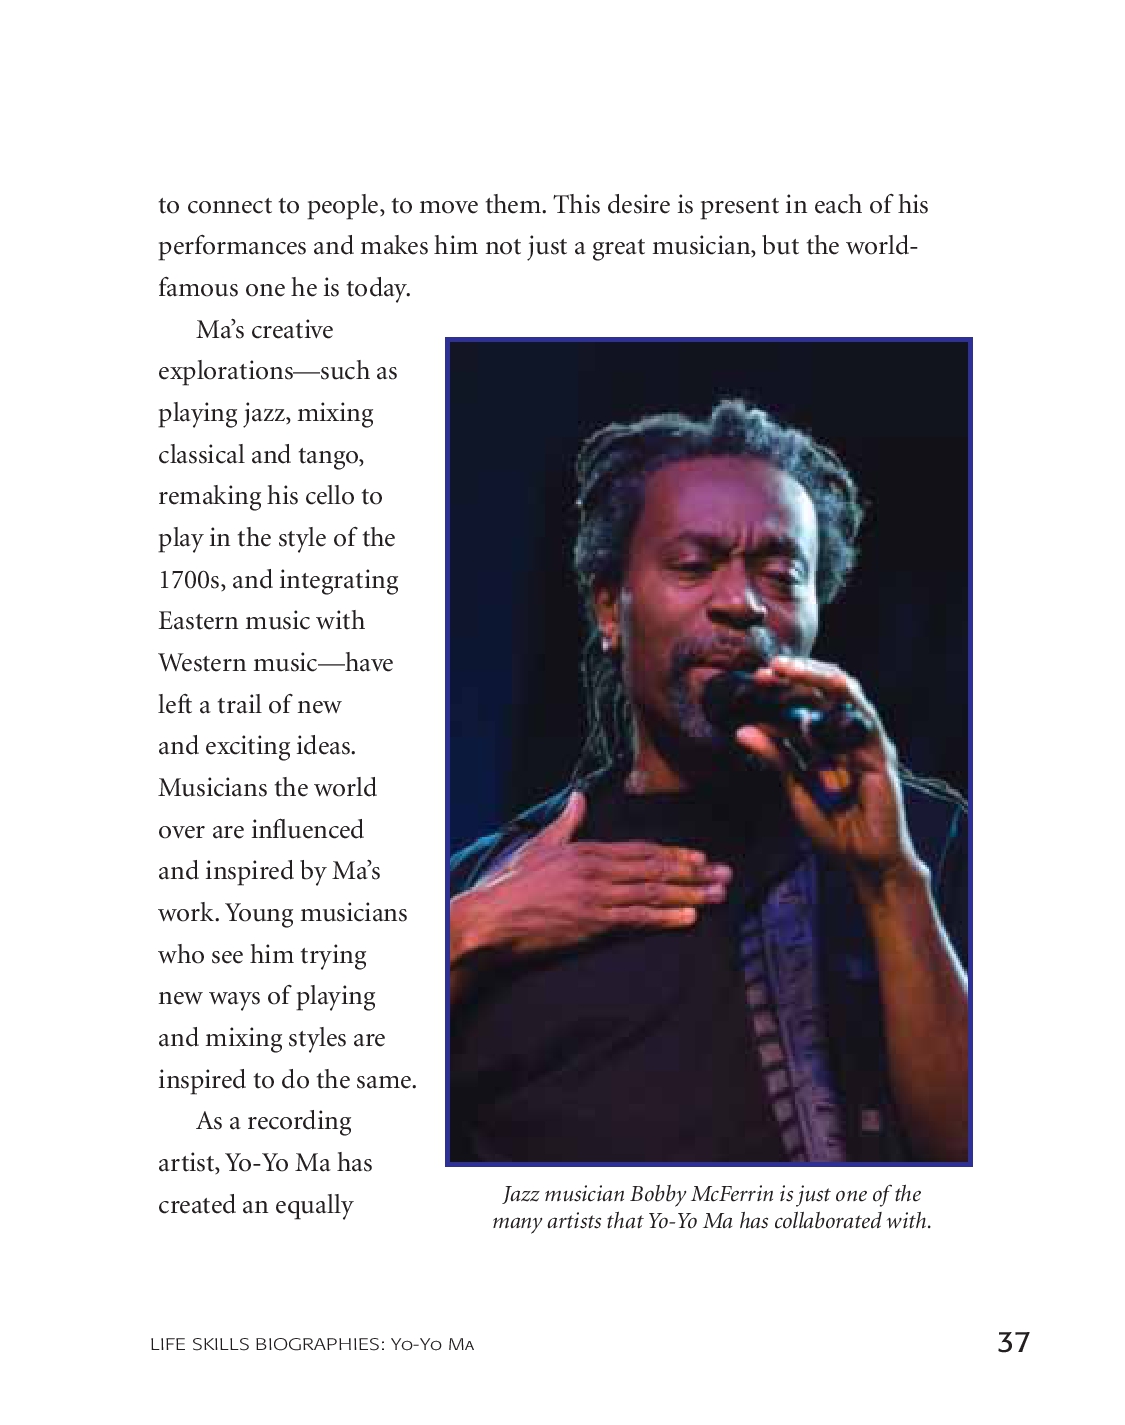 to connect to people, to move them. This desire is present in each of his
performances and makes him not just a great musician, but the world-
famous one he is today.
Ma’s creative
explorations—such as
playing jazz, mixing
classical and tango,
remaking his cello to
play in the style of the
1700s, and integrating
Eastern music with
Western music—have
left a trail of new
and exciting ideas.
Musicians the world
over are influenced
and inspired by Ma’s
work. Young musicians
who see him trying
new ways of playing
and mixing styles are
inspired to do the same.
As a recording
artist, Yo-Yo Ma has
created an equally
Jazz musician Bobby McFerrin is just one of the
many artists that Yo-Yo Ma has collaborated with.
LIFE SKILLS BIOGRAPHIES: YO-YO MA
37